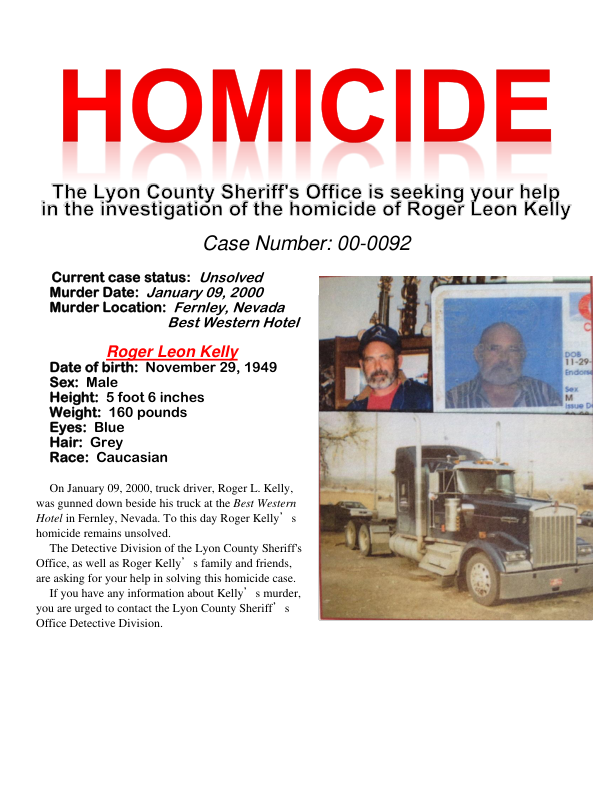 HOMICIDE
The Lyon County Sheriff's Office is seeking your help
in the investigation of the homicide of Roger Leon Kelly
Case Number: 00-0092
Current case status: Unsolved
Murder Date: January 09, 2000
Murder Location: Fernley, Nevada
Best Western Hotel
Roger Leon Kelly
Date of birth: November 29, 1949
Sex: Male
Height: 5 foot 6 inches
Weight: 160 pounds
Eyes: Blue
Hair: Grey
Race: Caucasian
On January 09, 2000, truck driver, Roger L. Kelly,
was gunned down beside his truck at the Best Western
Hotel in Fernley, Nevada. To this day Roger Kelly’s
homicide remains unsolved.
The Detective Division of the Lyon County Sheriff's
Office, as well as Roger Kelly’s family and friends,
are asking for your help in solving this homicide case.
If you have any information about Kelly’s murder,
you are urged to contact the Lyon County Sheriff’s
Office Detective Division.
C
DOB
11-29-
Endorse
Sex
M
Issue D